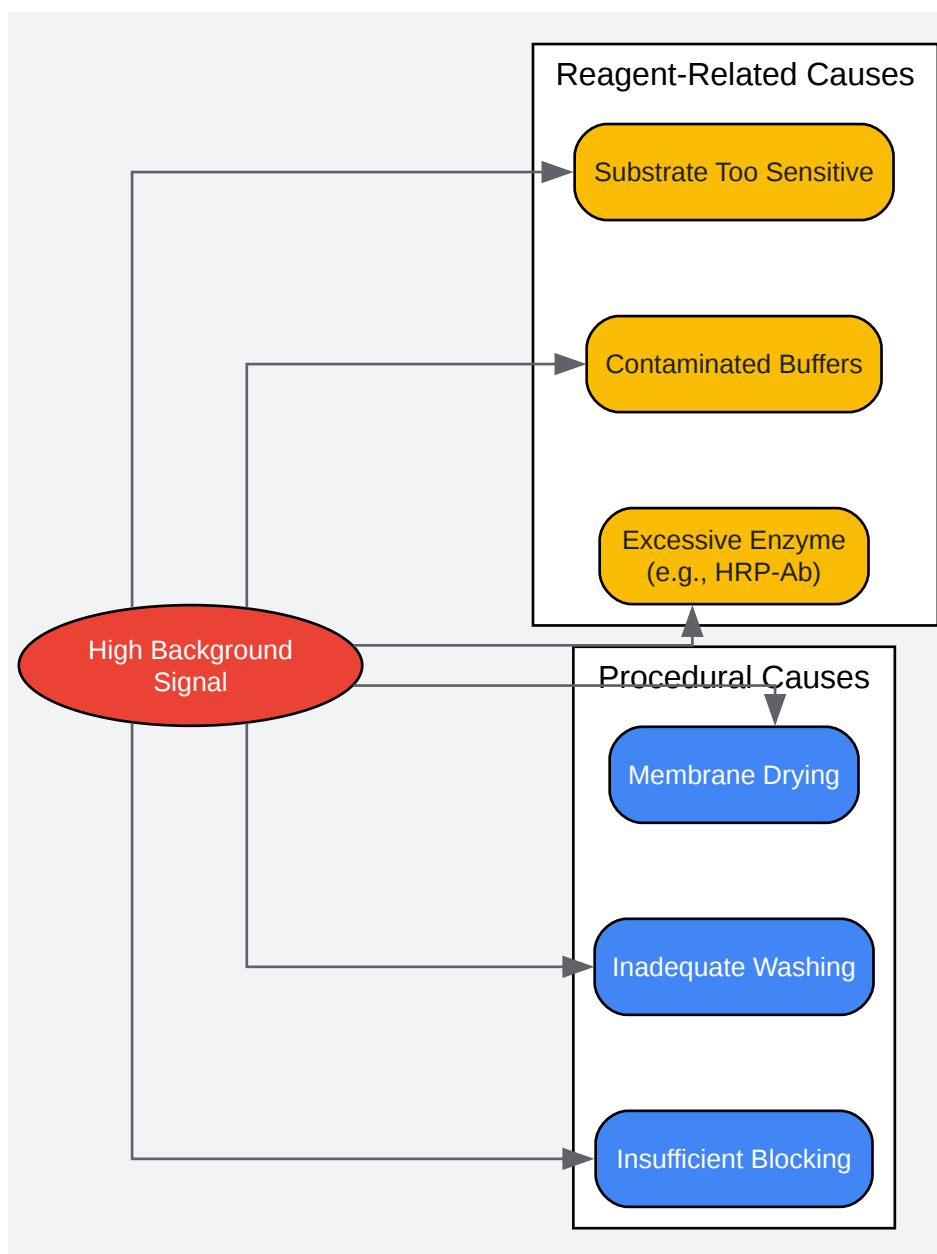 Reagent-Related Causes
Substrate Too Sensitive
Contaminated Buffers
Excessive Enzyme
(e.g., HRP-Ab)
High Background
Signal
Procedural Causes
Membrane Drying
Inadequate Washing
Insufficient Blocking